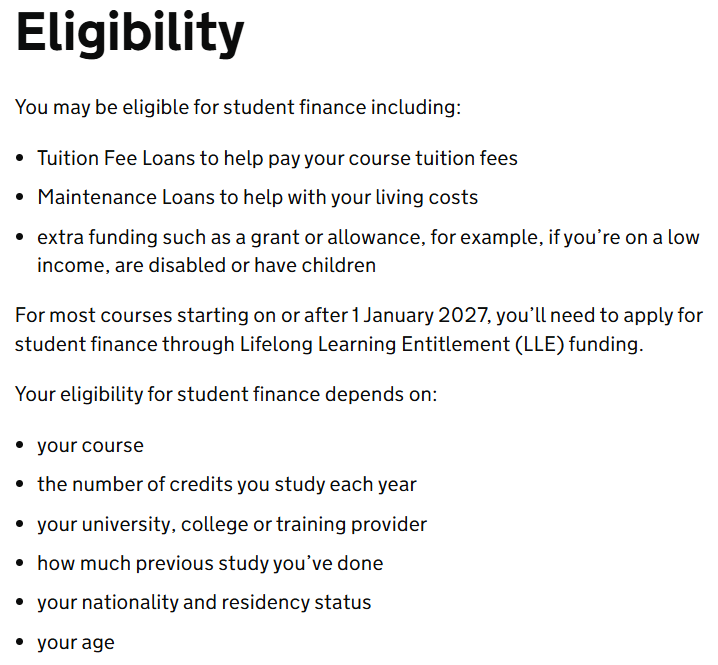 Eligibility
You may be eligible for student finance including:
• Tuition Fee Loans to help pay your course tuition fees
• Maintenance Loans to help with your living costs
• extra funding such as a grant or allowance, for example, if you’re on a low
income, are disabled or have children
For most courses starting on or after 1 January 2027, you’ll need to apply for
student finance through Lifelong Learning Entitlement (LLE) funding.
Your eligibility for student finance depends on:
• your course
• the number of credits you study each year
• your university, college or training provider
• how much previous study you’ve done
• your nationality and residency status
• your age